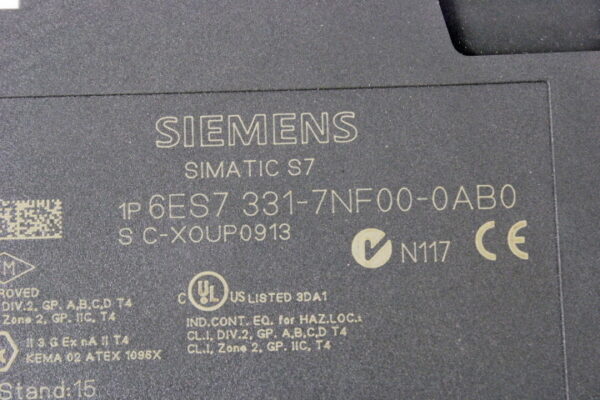 SIEMENS
SIMATIC S7
1P 6ES7 331-7NF00-0AB0
S C-X0UP0913
N117 CE
M
C UL US LISTED 3DA1
IND.CONT. EQ. for HAZ.LOC.:
CL.I, DIV.2, GP. A,B,C,D T4
CL.I, Zone 2, GP. IIC, T4
ROVED
DIV.2, GP. A,B,C,D T4
Zone 2, GP. IIC, T4
II 3 G Ex nA II T4
KEMA 02 ATEX 1096X
Stand:15